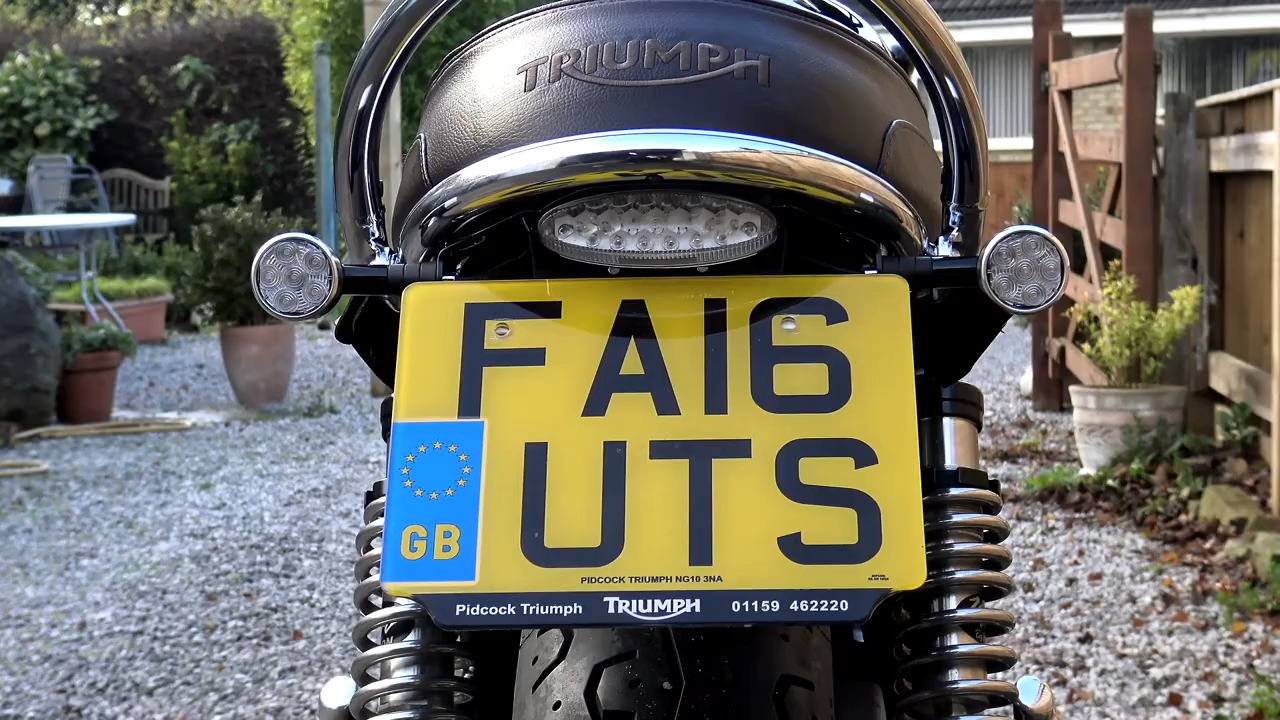 TRIUMPH
FA16
UTS
GB
PIDCOCK TRIUMPH NG10 3NA
Pidcock Triumph TRIUMPH 01159 462220